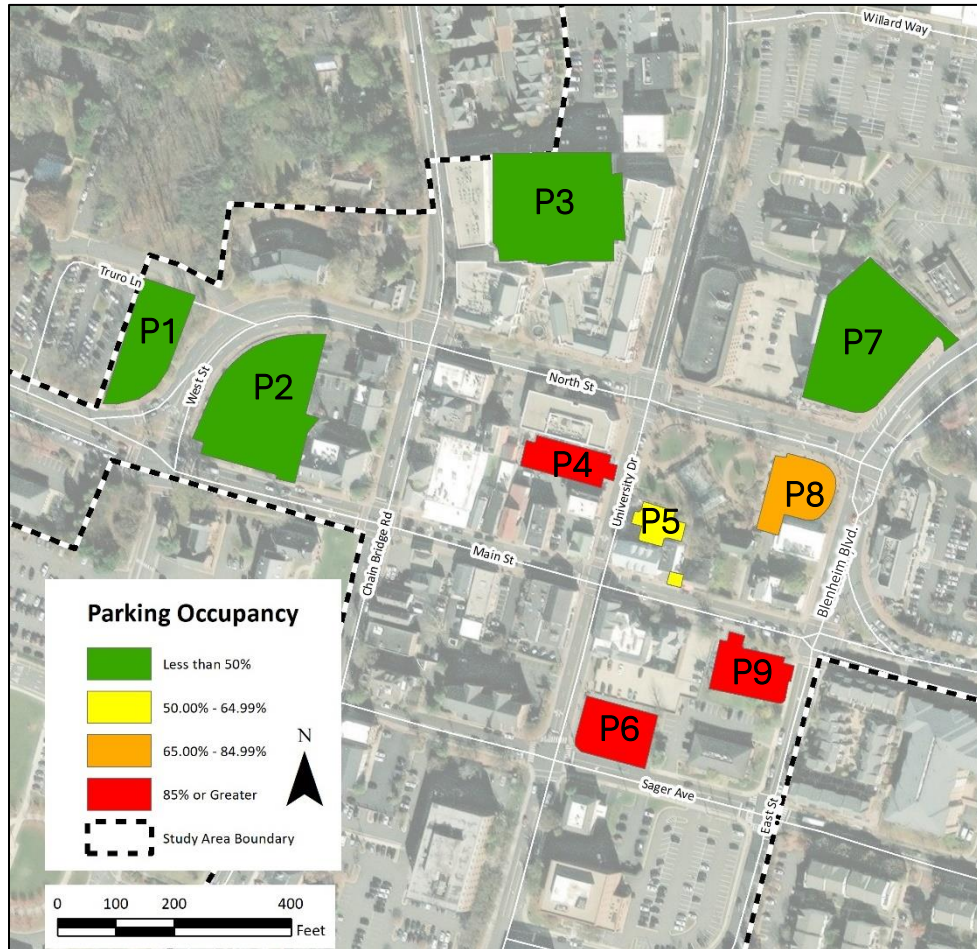 Willard Way
P3
Truro Ln
P1
P7
West St
P2
North St
P4
P8
University Dr
P5
Chain Bridge Rd
Main St
Blenheim Blvd.
P9
P6
Sager Ave
East St
Parking Occupancy
Less than 50%
50.00% - 64.99%
65.00% - 84.99%
85% or Greater
Study Area Boundary
N
0 100 200 400
Feet